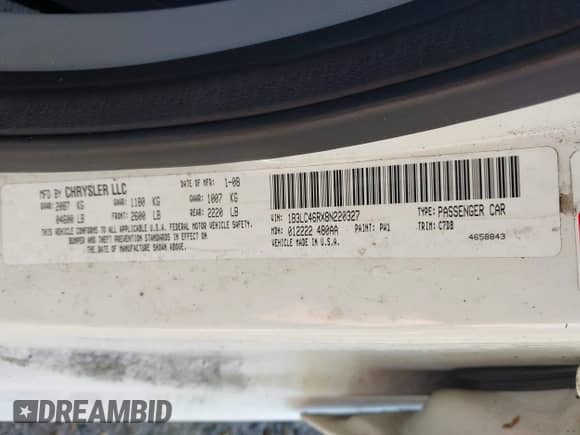 MFD BY CHRYSLER LLC DATE OF MFR: 1-08
GVWR: 2087 KG GAWR: 1180 KG GAWR: 1007 KG
04600 LB FRONT: 2600 LB REAR: 2220 LB
THIS VEHICLE CONFORMS TO ALL APPLICABLE U.S.A. FEDERAL MOTOR VEHICLE SAFETY,
BUMPER AND THEFT PREVENTION STANDARDS IN EFFECT ON
THE DATE OF MANUFACTURE SHOWN ABOVE.
VIN: 1B3LC46RX8N220327 TYPE: PASSENGER CAR
MDH: 012222 480AA PAINT: PW1 TRIM: C7DB
VEHICLE MADE IN U.S.A. 4658843
DREAMBID